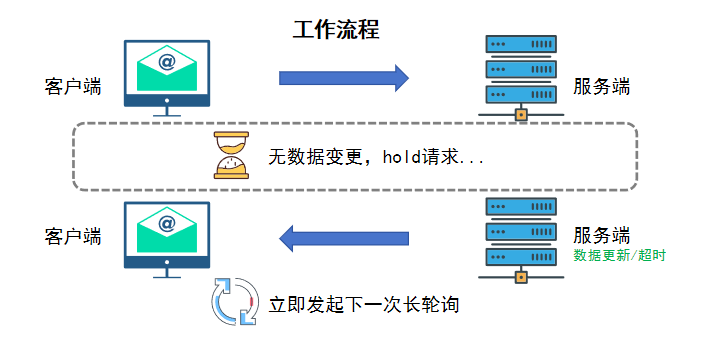 工作流程
客户端
服务端
无数据变更，hold请求...
客户端
服务端
数据更新/超时
立即发起下一次长轮询